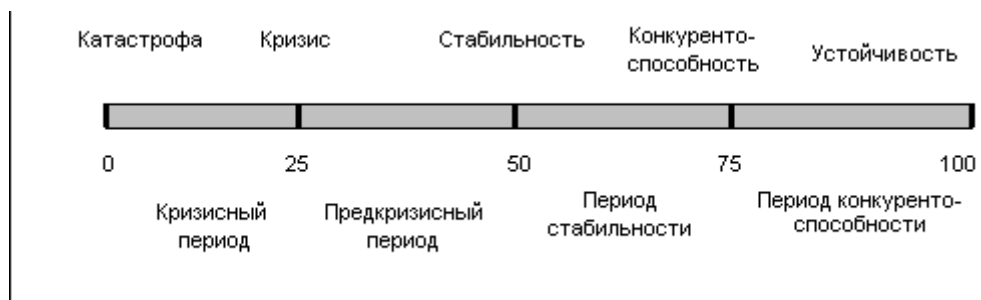 Катастрофа Кризис Стабильность Конкуренто-
способность Устойчивость
0 25 50 75 100
Кризисный
период
Предкризисный
период
Период
стабильности
Период конкуренто-
способности